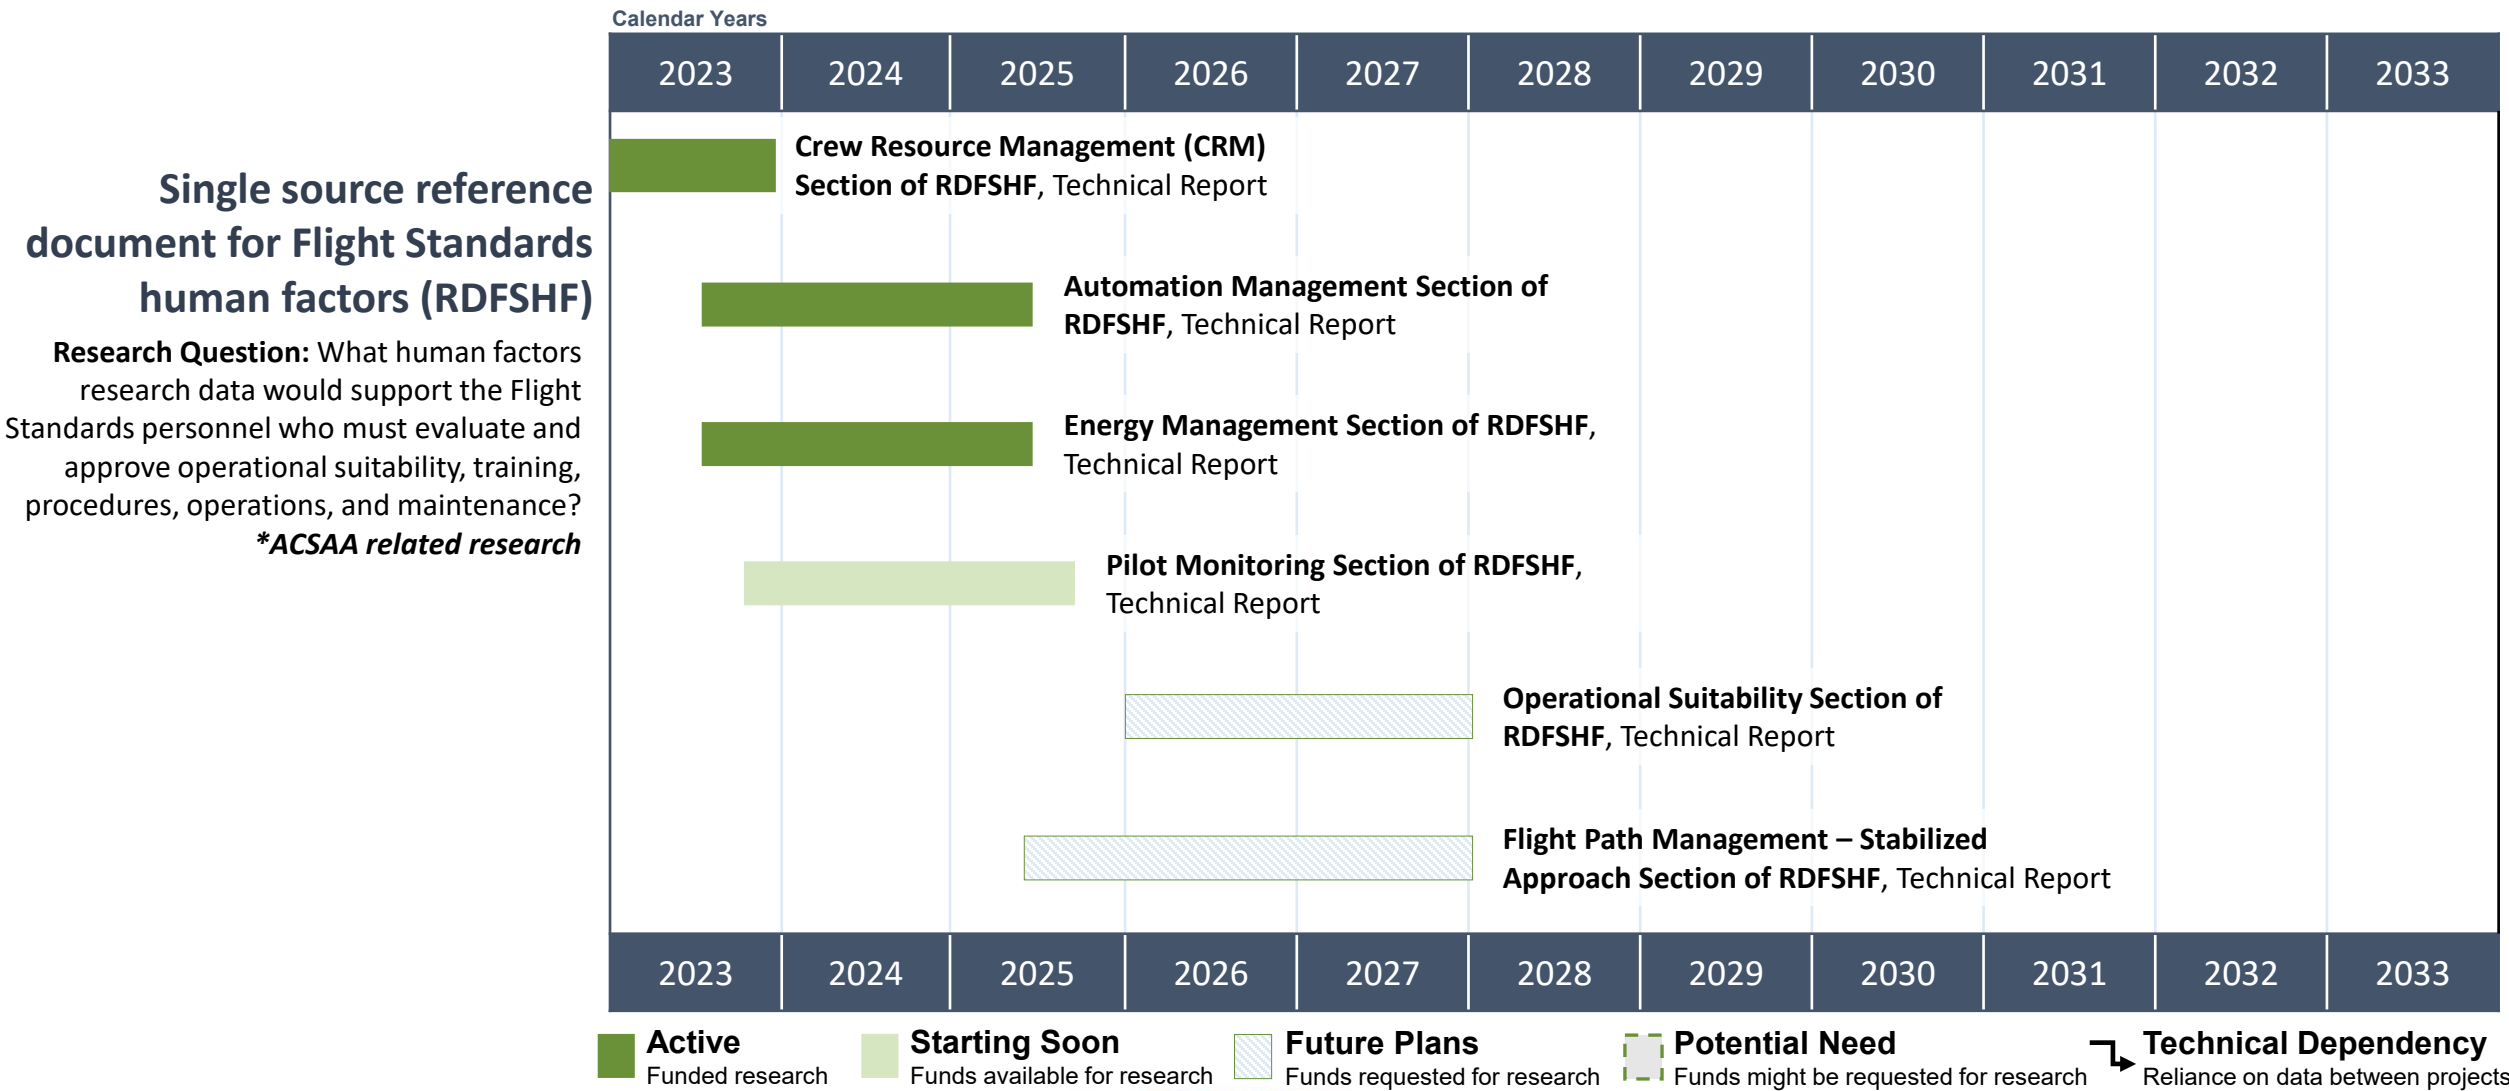 Calendar Years
2023 2024 2025 2026 2027 2028 2029 2030 2031 2032 2033
Single source reference
document for Flight Standards
human factors (RDFSHF)
Research Question: What human factors
research data would support the Flight
Standards personnel who must evaluate and
approve operational suitability, training,
procedures, operations, and maintenance?
*ACSAA related research
Crew Resource Management (CRM)
Section of RDFSHF, Technical Report
Automation Management Section of
RDFSHF, Technical Report
Energy Management Section of RDFSHF,
Technical Report
Pilot Monitoring Section of RDFSHF,
Technical Report
Operational Suitability Section of
RDFSHF, Technical Report
Flight Path Management – Stabilized
Approach Section of RDFSHF, Technical Report
2023 2024 2025 2026 2027 2028 2029 2030 2031 2032 2033
Active
Funded research
Starting Soon
Funds available for research
Future Plans
Funds requested for research
Potential Need
Funds might be requested for research
Technical Dependency
Reliance on data between projects